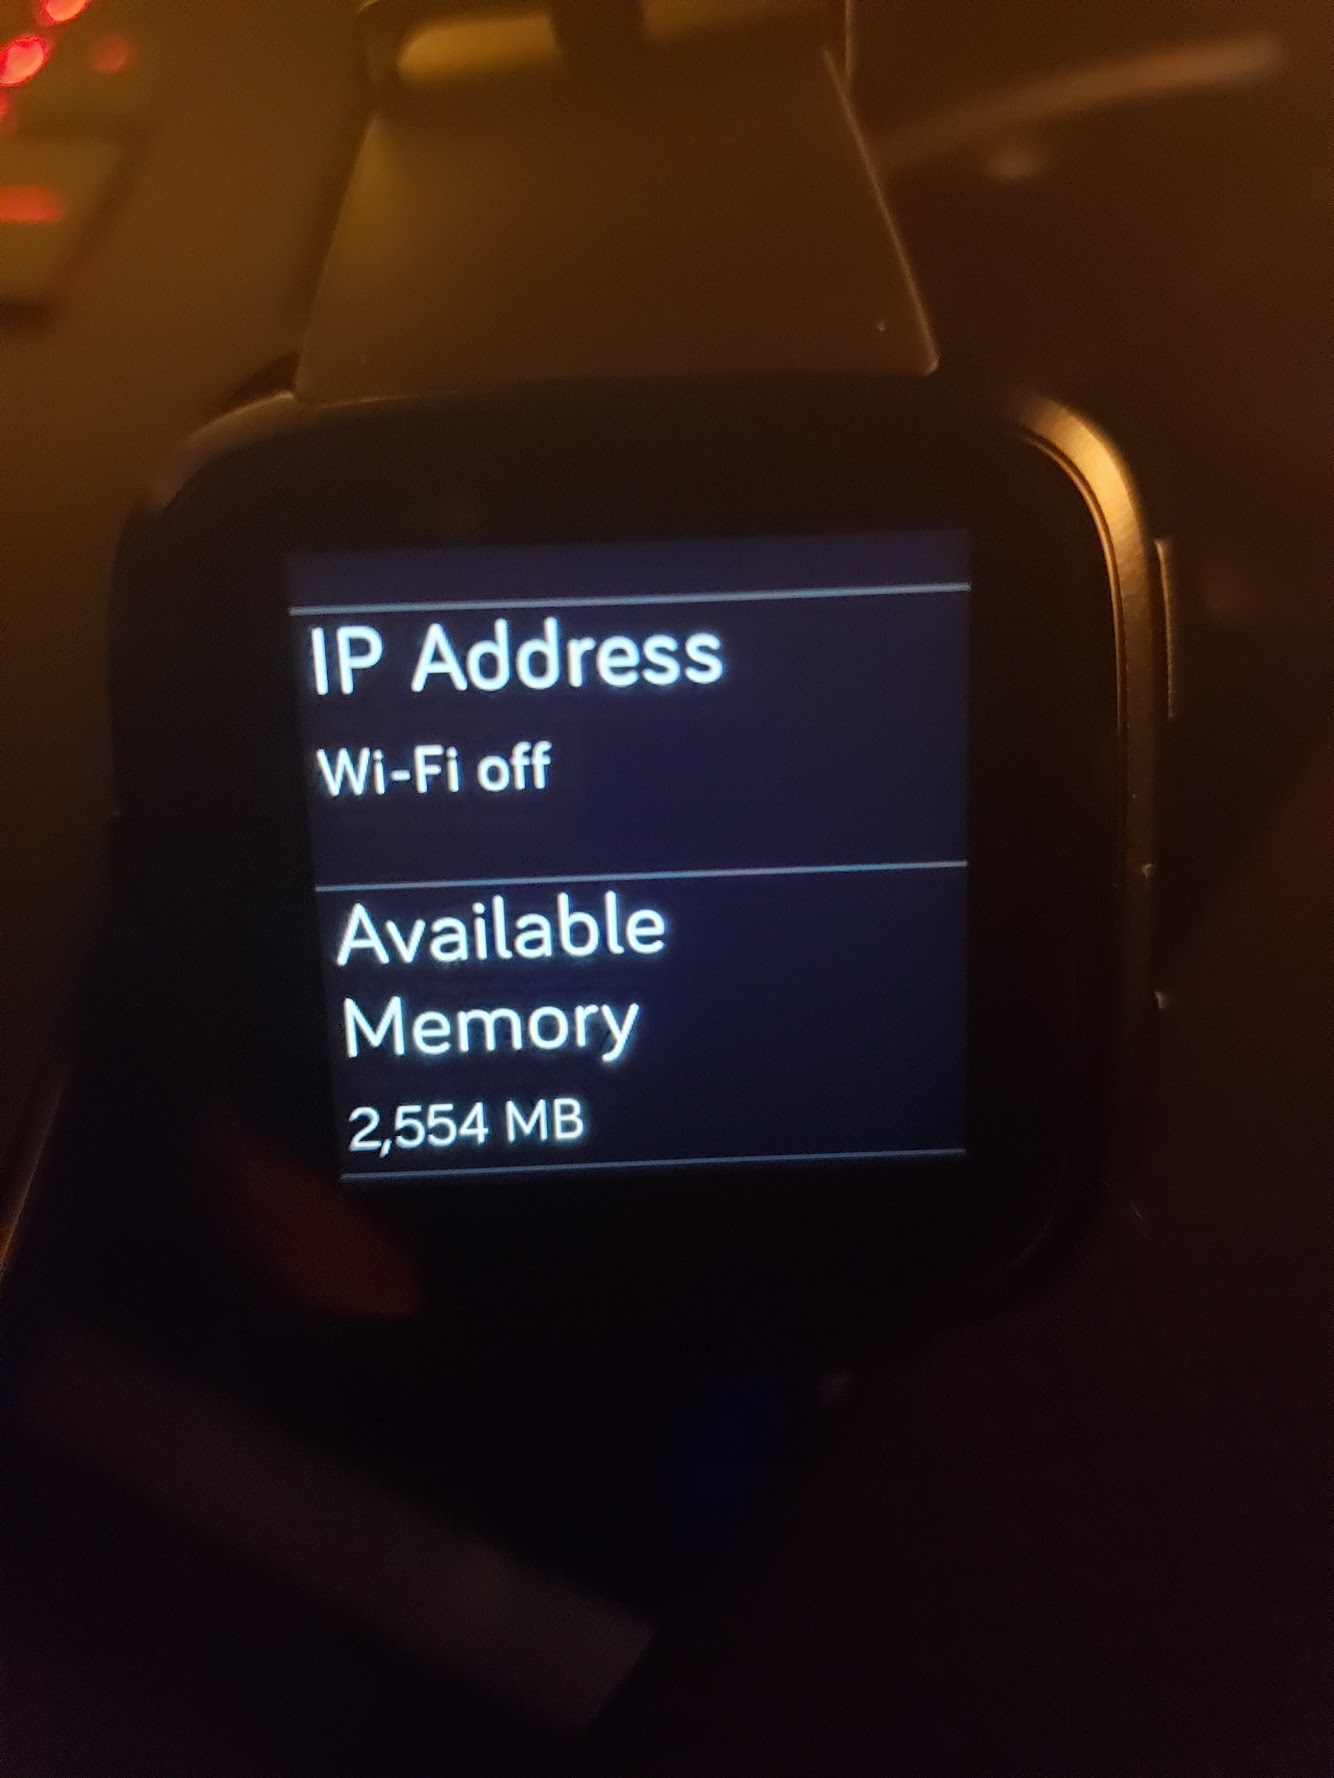 IP Address
Wi-Fi off
Available
Memory
2,554 MB